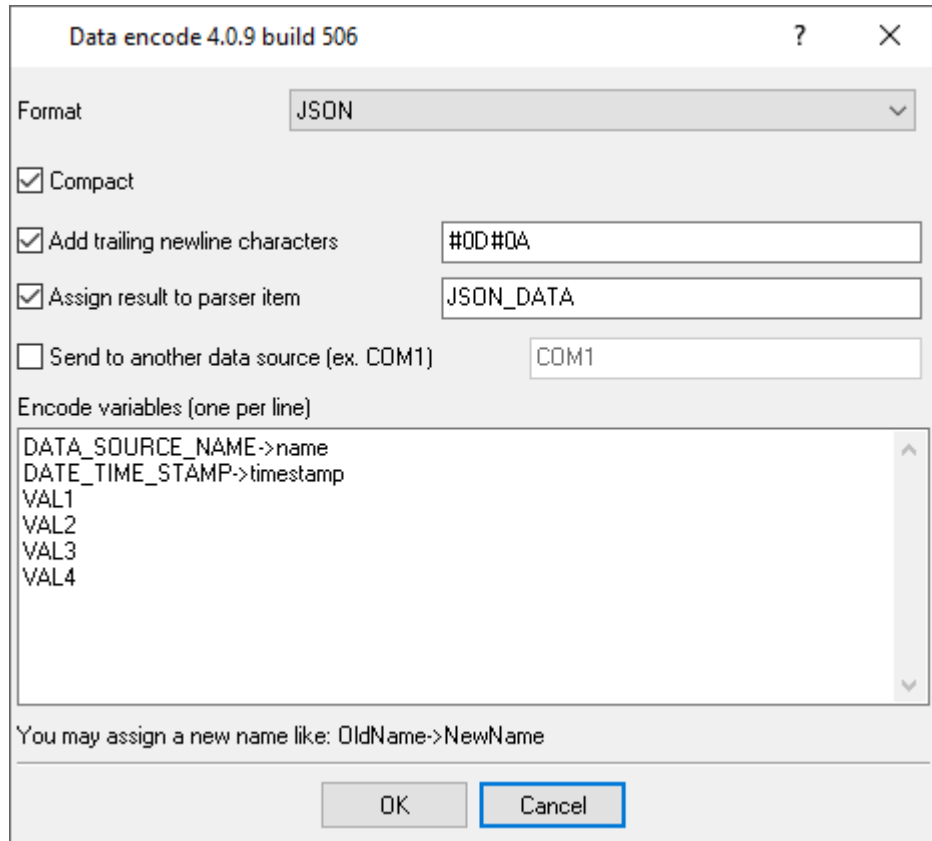 Data encode 4.0.9 build 506 ?
Format JSON
Compact
Add trailing newline characters #0D#0A
Assign result to parser item JSON_DATA
Send to another data source (ex. COM1) COM1
Encode variables (one per line)
DATA_SOURCE_NAME->name
DATE_TIME_STAMP->timestamp
VAL1
VAL2
VAL3
VAL4
You may assign a new name like: OldName->NewName
OK Cancel